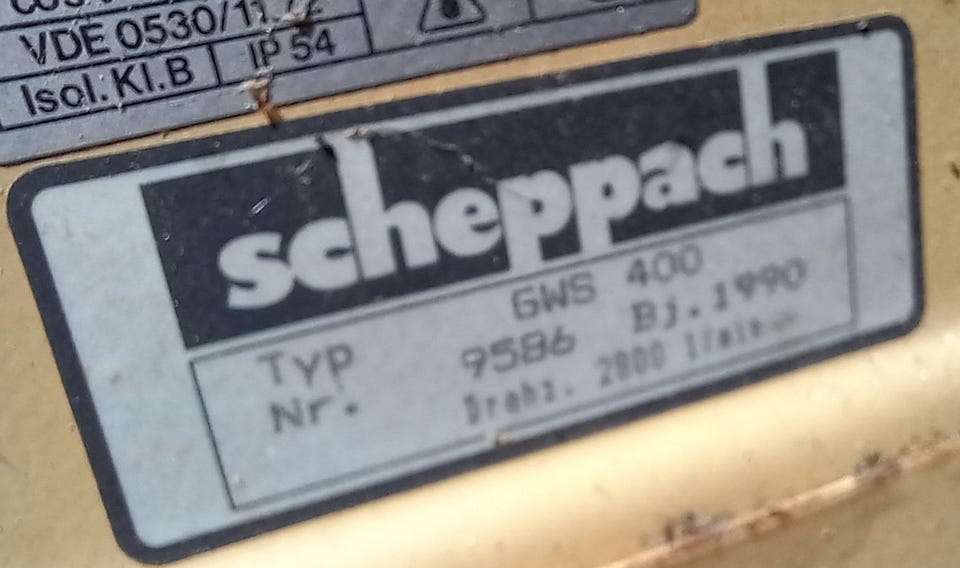 VDE 0530/11
Isol. Kl. B IP 54
scheppach
Typ GWS 400
Nr. 9586 Bj. 1990
Drehz. 2800 1/min